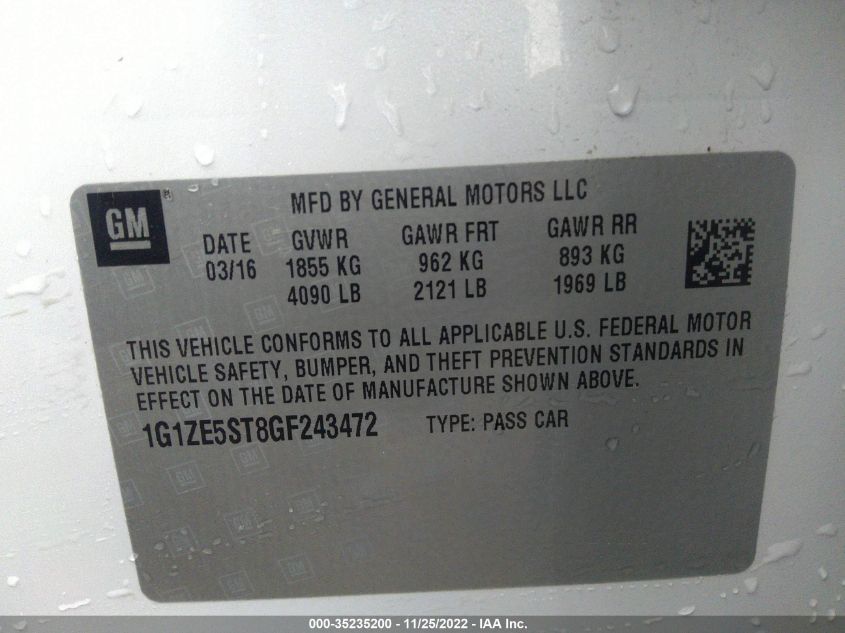 GM
MFD BY GENERAL MOTORS LLC
DATE GVWR GAWR FRT GAWR RR
03/16 1855 KG 962 KG 893 KG
4090 LB 2121 LB 1969 LB
THIS VEHICLE CONFORMS TO ALL APPLICABLE U.S. FEDERAL MOTOR
VEHICLE SAFETY, BUMPER, AND THEFT PREVENTION STANDARDS IN
EFFECT ON THE DATE OF MANUFACTURE SHOWN ABOVE.
1G1ZE5ST8GF243472 TYPE: PASS CAR
000-35235200 - 11/25/2022 - IAA Inc.